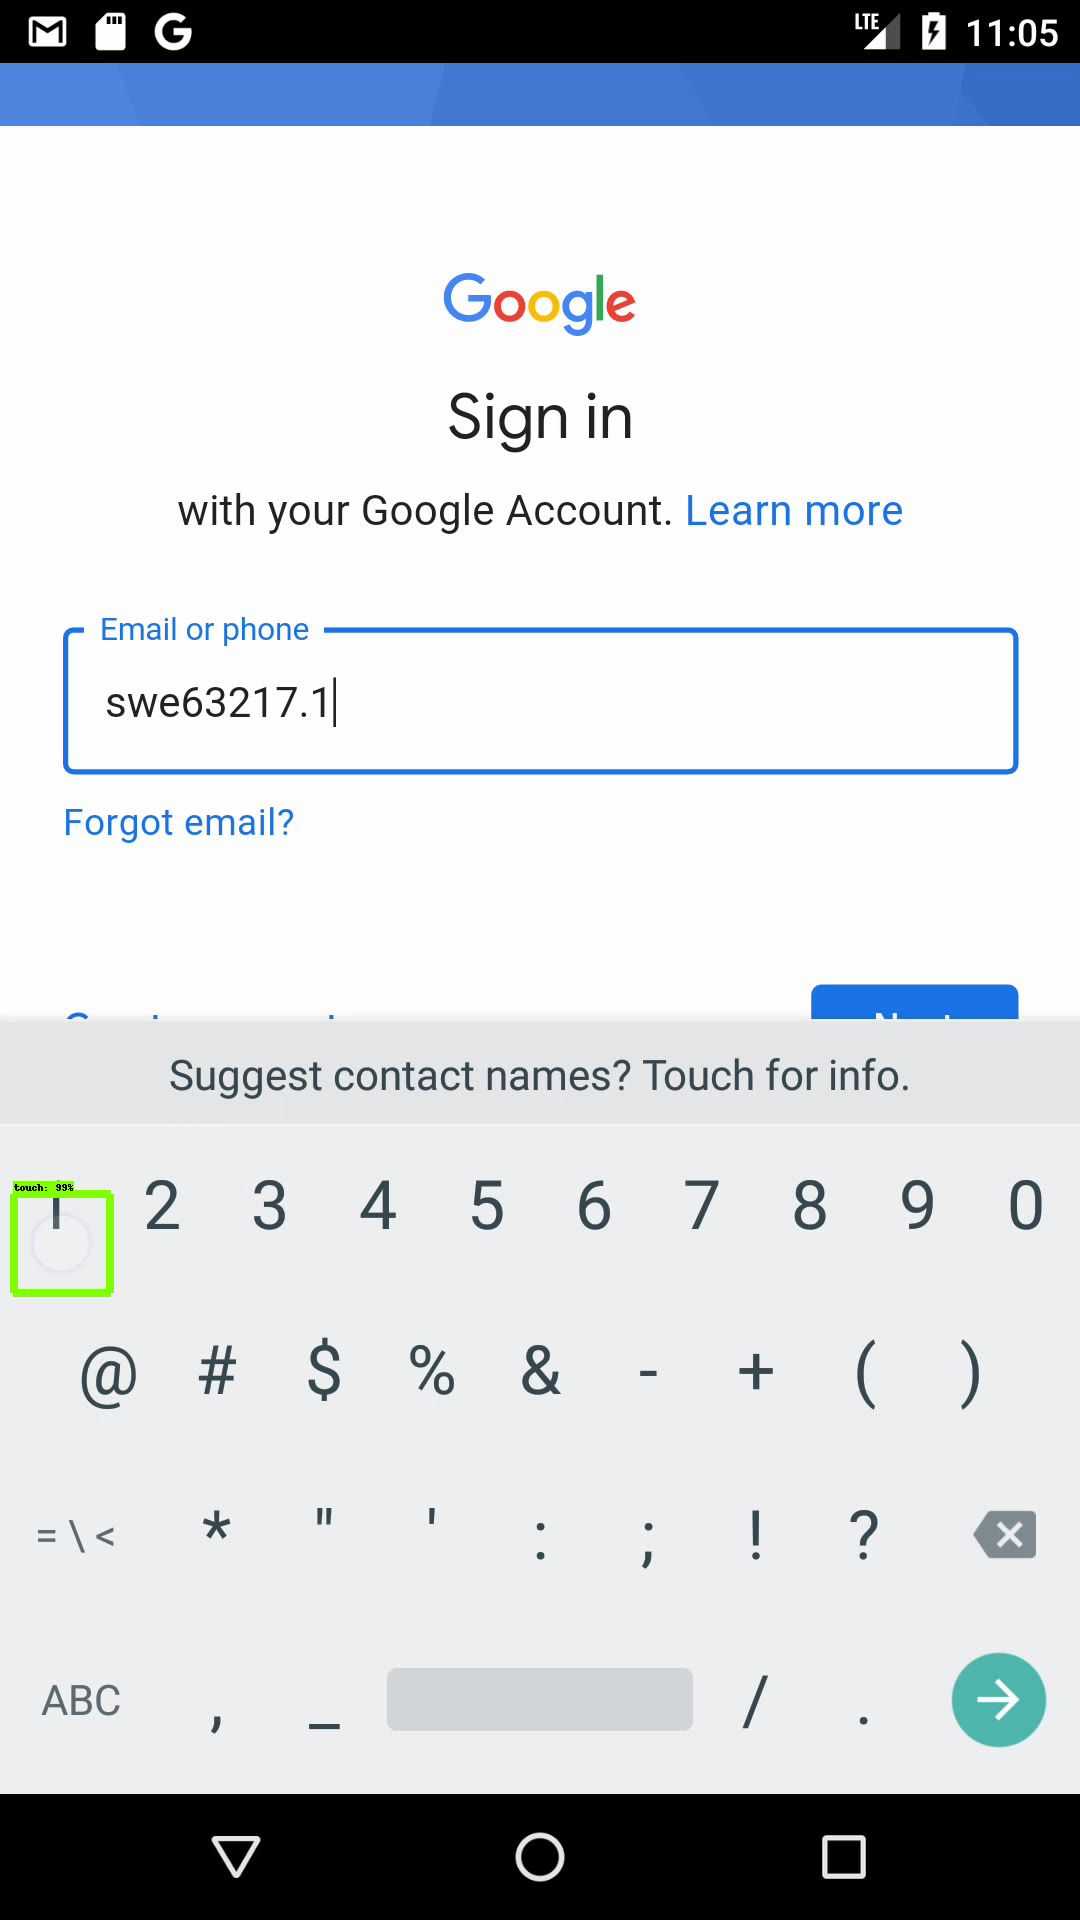 LTE 11:05
Google
Sign in
with your Google Account. Learn more
Email or phone
swe63217.1
Forgot email?
Suggest contact names? Touch for info.
touch: 99%
1 2 3 4 5 6 7 8 9 0
@ # $ % & - + ( )
= \ < * " ' : ; ! ?
ABC , _ / .